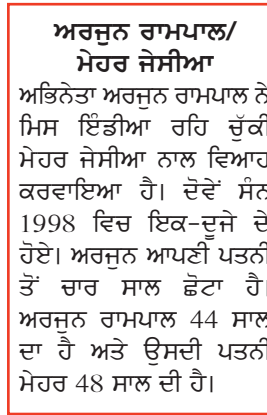 ਅਰਜੁਨ ਰਾਮਪਾਲ/
ਮੇਹਰ ਜੇਸੀਆ
ਅਭਿਨੇਤਾ ਅਰਜੁਨ ਰਾਮਪਾਲ ਨੇ
ਮਿਸ ਇੰਡੀਆ ਰਹਿ ਚੁੱਕੀ
ਮੇਹਰ ਜੇਸੀਆ ਨਾਲ ਵਿਆਹ
ਕਰਵਾਇਆ ਹੈ। ਦੋਵੇਂ ਸੰਨ
1998 ਵਿਚ ਇਕ-ਦੂਜੇ ਦੇ
ਹੋਏ। ਅਰਜੁਨ ਆਪਣੀ ਪਤਨੀ
ਤੋਂ ਚਾਰ ਸਾਲ ਛੋਟਾ ਹੈ।
ਅਰਜੁਨ ਰਾਮਪਾਲ 44 ਸਾਲ
ਦਾ ਹੈ ਅਤੇ ਉਸਦੀ ਪਤਨੀ
ਮੇਹਰ 48 ਸਾਲ ਦੀ ਹੈ।